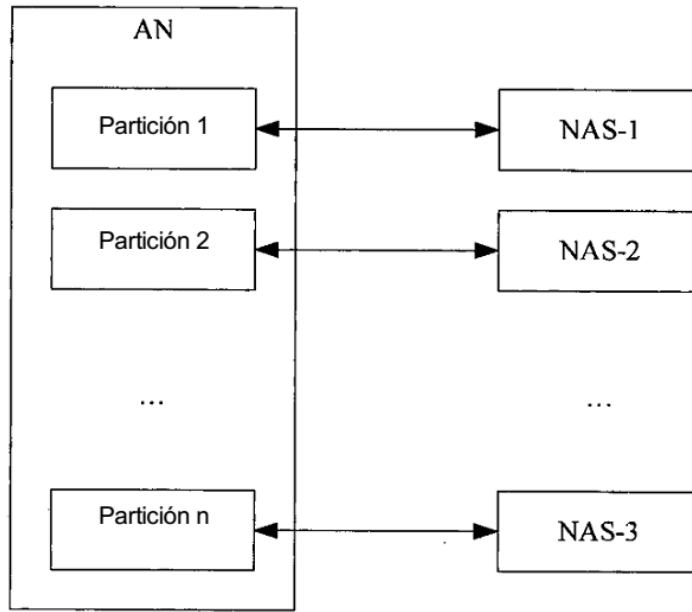 AN
Partición 1
NAS-1
Partición 2
NAS-2
... ...
Partición n
NAS-3